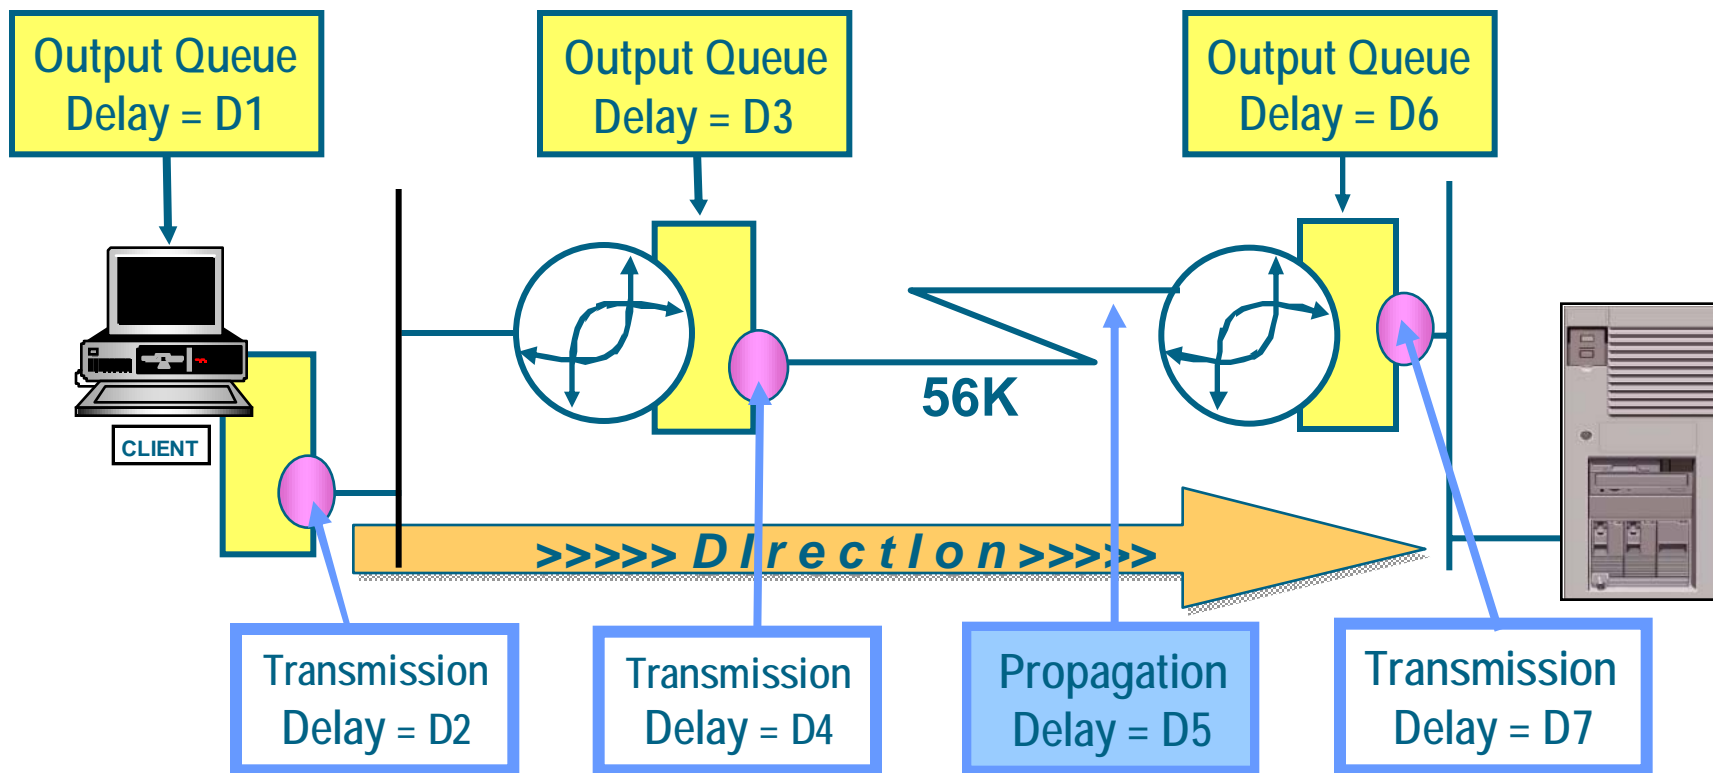 Output Queue
Delay = D1
Output Queue
Delay = D3
Output Queue
Delay = D6
CLIENT
56K
>>>>> DIrectIon>>>>>
Transmission
Delay = D2
Transmission
Delay = D4
Propagation
Delay = D5
Transmission
Delay = D7